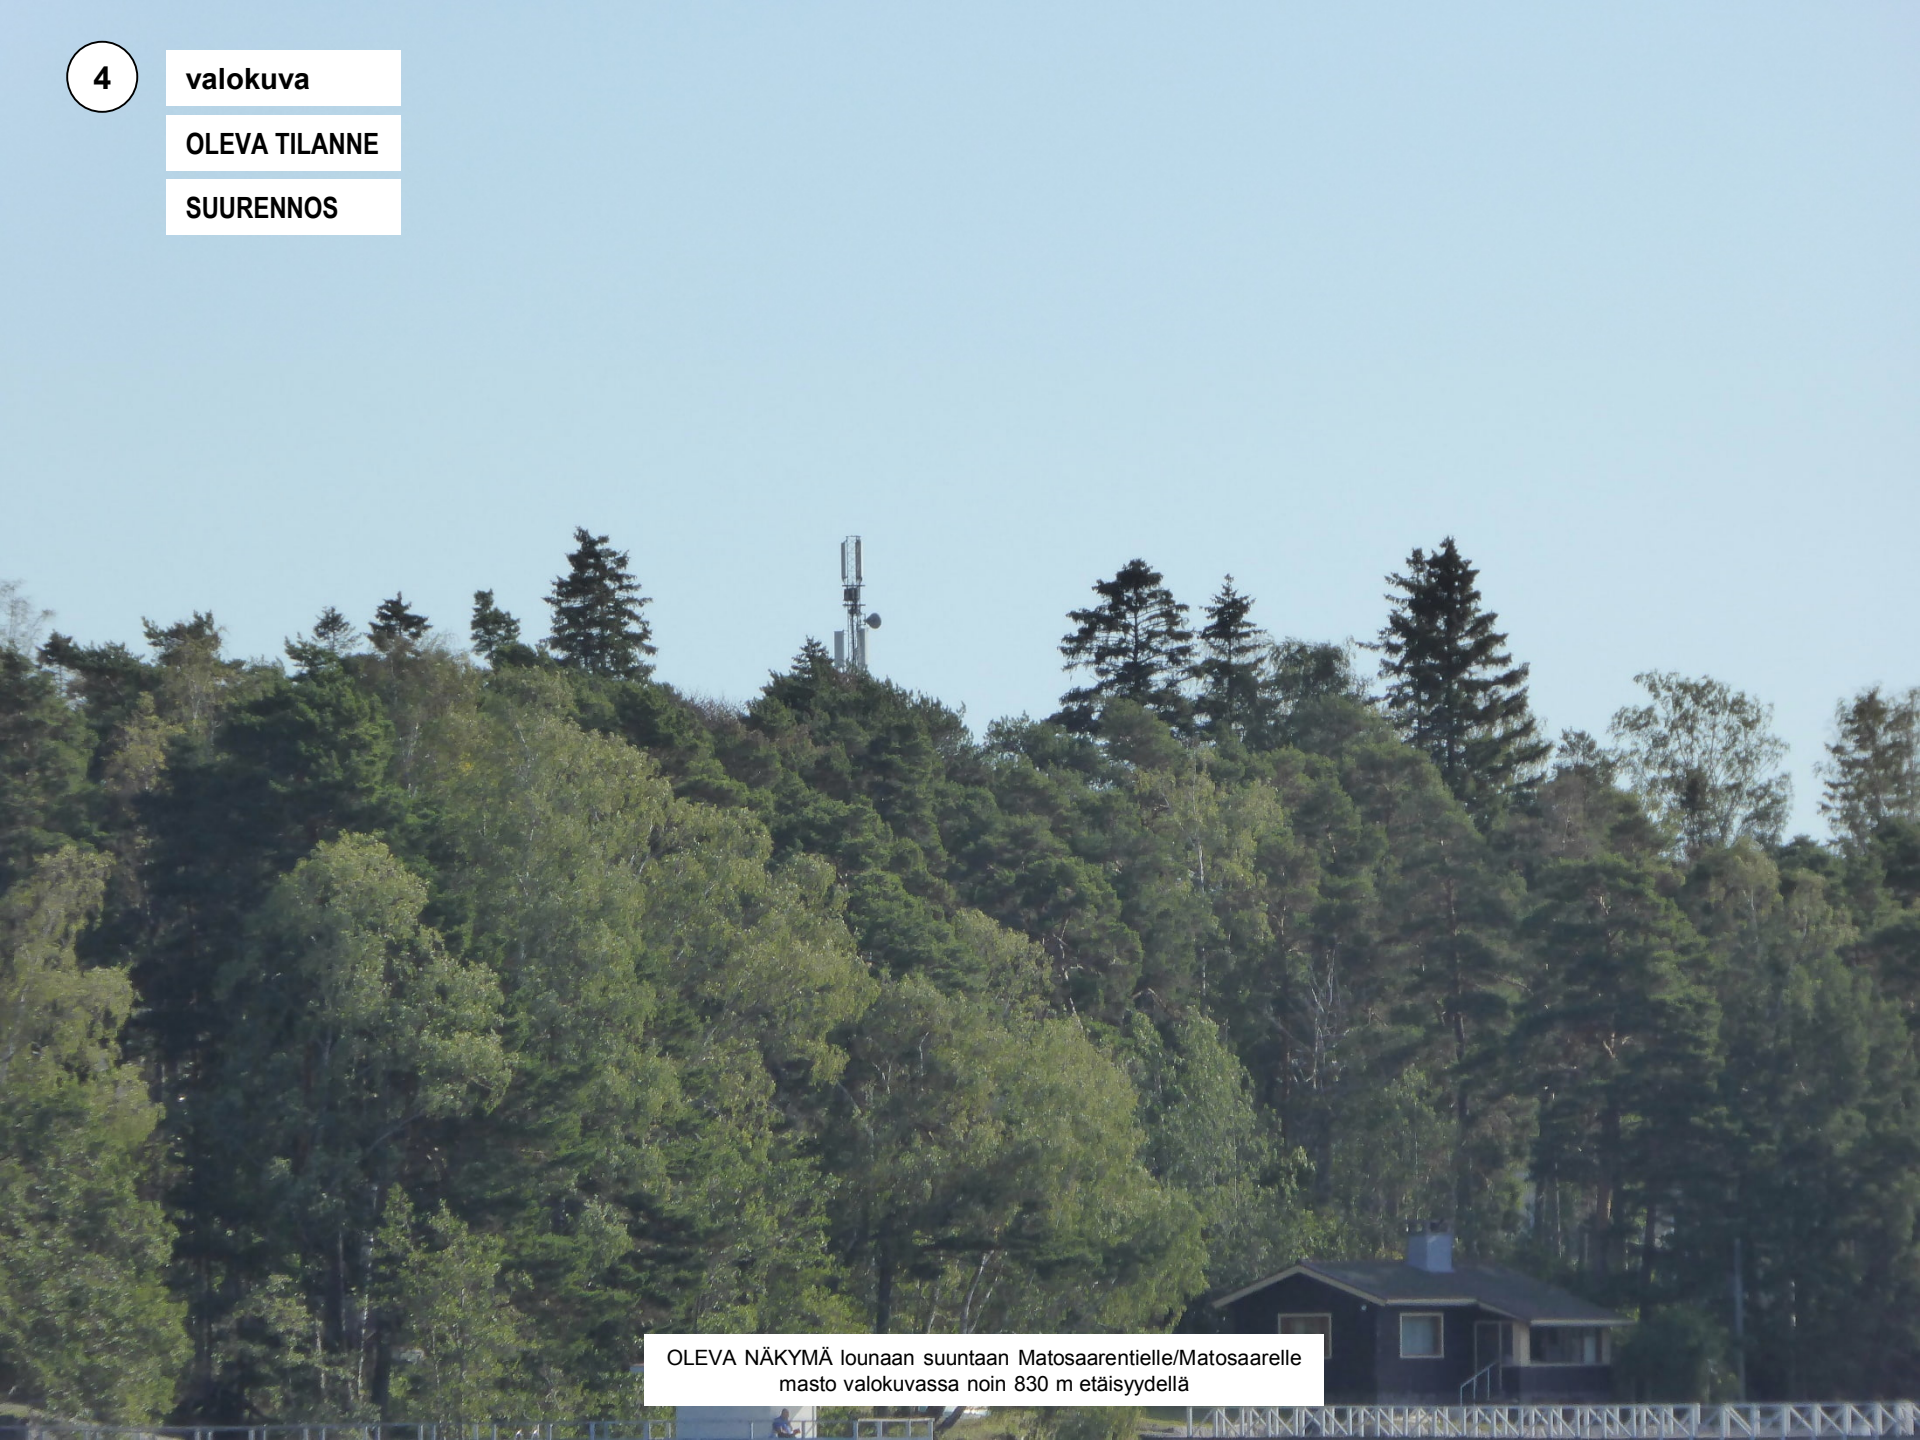 4
valokuva
OLEVA TILANNE
SUURENNOS
OLEVA NÄKYMÄ lounaan suuntaan Matosaarentielle/Matosaarelle
masto valokuvassa noin 830 m etäisyydellä